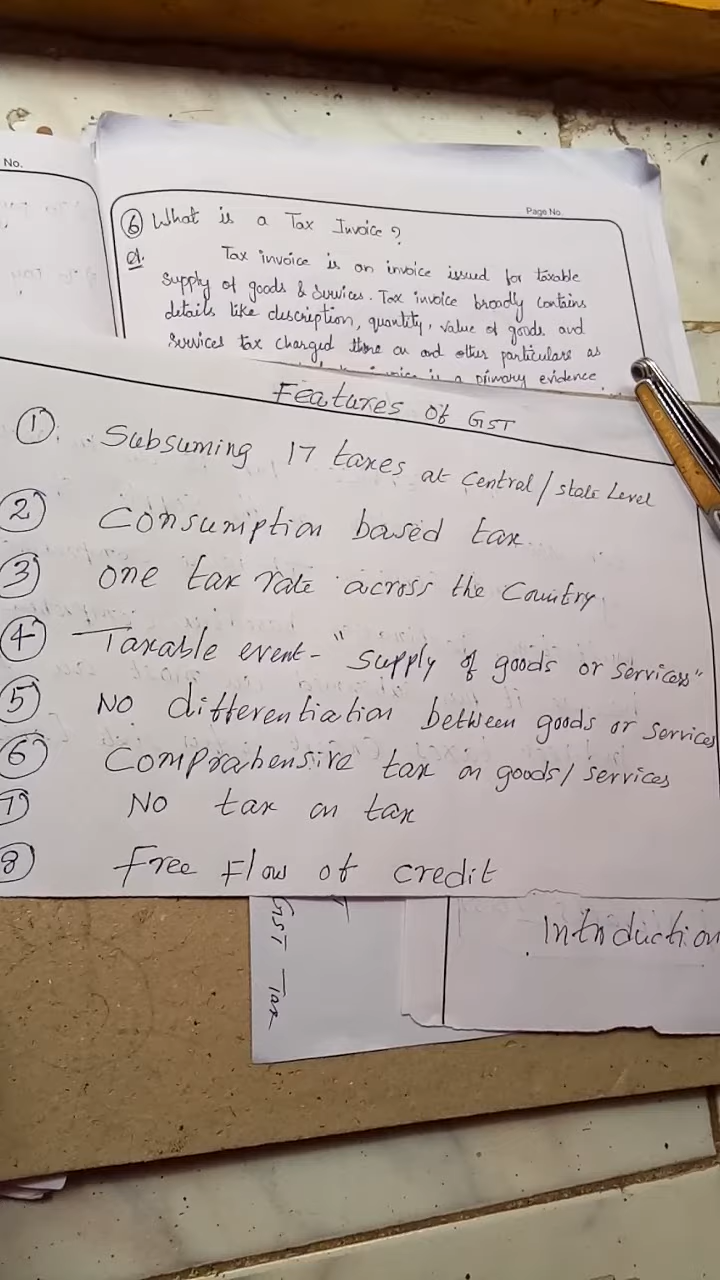 No.
Page No.
6 What is a Tax Invoice ?
A. Tax invoice is an invoice issued for taxable
supply of goods & Services. Tax invoice broadly contains
details like description, quantity, value of goods and
Services tax charged there on and other particulars as
invoice is a primary evidence
Features of GST
1. Subsuming 17 taxes at central/state Level
2 Consumption based tax
3 one tax rate across the Country
4 Taxable event- "supply of goods or services"
5 NO differentiation between goods or services
6 Comprahensive tax on goods/services
7 NO tax on tax
8 Free Flow of credit
Introduction
GST Tax